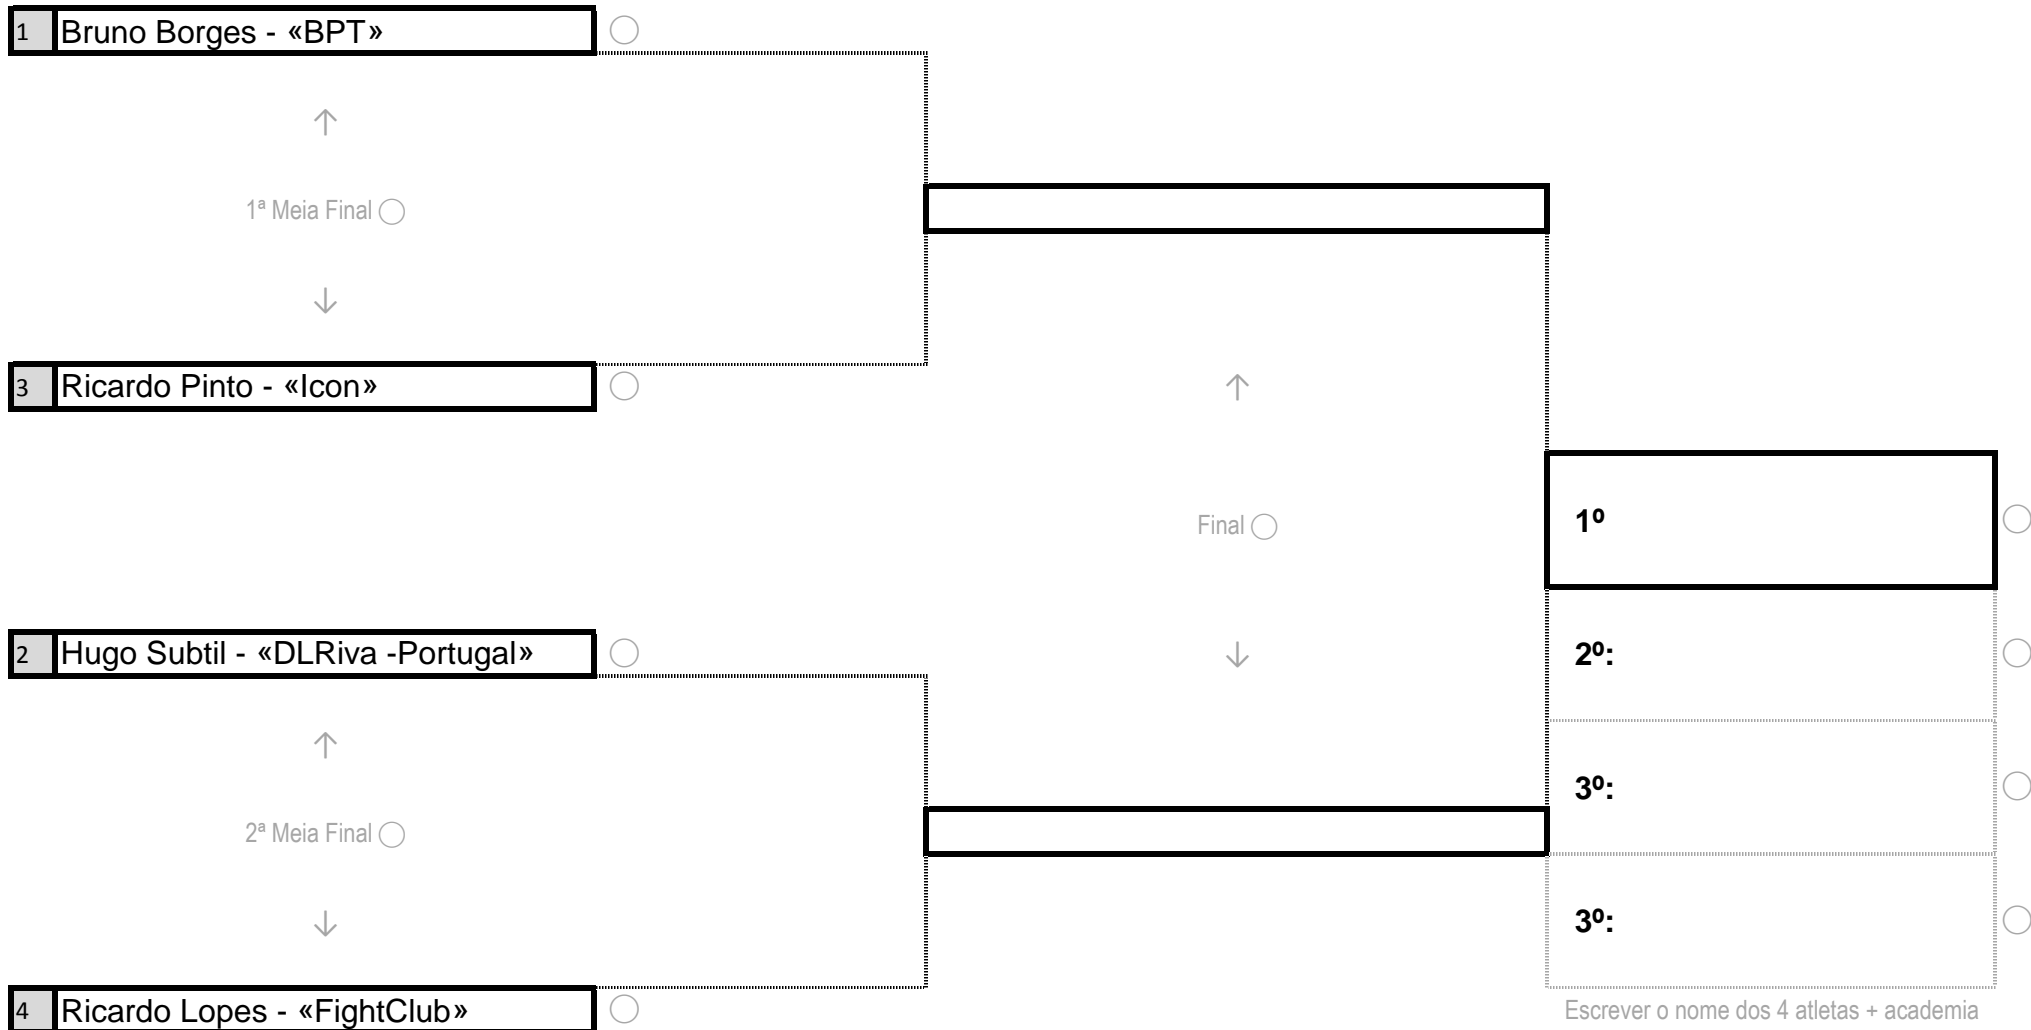 1 Bruno Borges - «BPT»
↑
1ª Meia Final
↓
3 Ricardo Pinto - «Icon»
↑
Final
↓
2 Hugo Subtil - «DLRiva -Portugal»
↑
2ª Meia Final
↓
4 Ricardo Lopes - «FightClub»
1º
2º:
3º:
3º:
Escrever o nome dos 4 atletas + academia